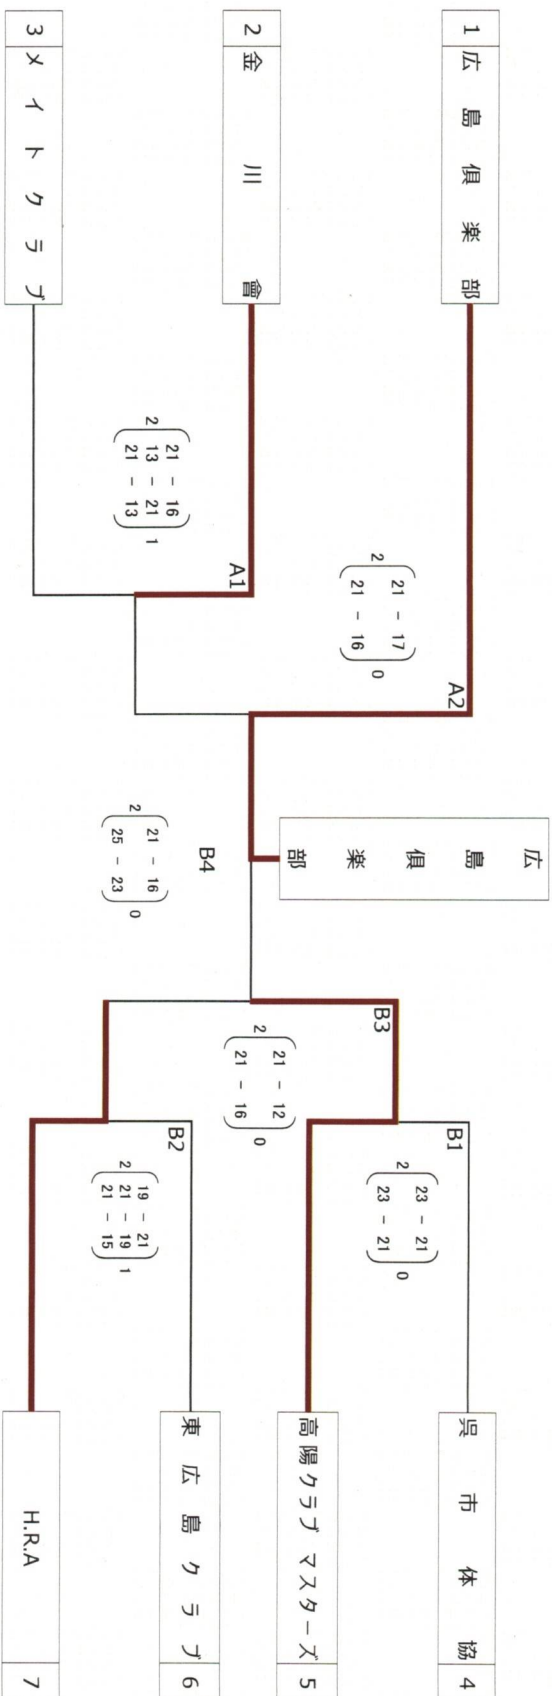 1 広島倶楽部
2 金川會
3 メイトクラブ
A2
2 21 - 17 0
21 - 16
A1
2 21 - 16 1
13 - 21
21 - 13
広島倶楽部
B4
2 21 - 16 0
25 - 23
B3
2 21 - 12 0
21 - 16
B1
2 23 - 21 0
23 - 21
B2
2 19 - 21 1
21 - 19
21 - 15
呉市体協 4
高陽クラブマスターズ 5
東広島クラブ 6
H.R.A 7